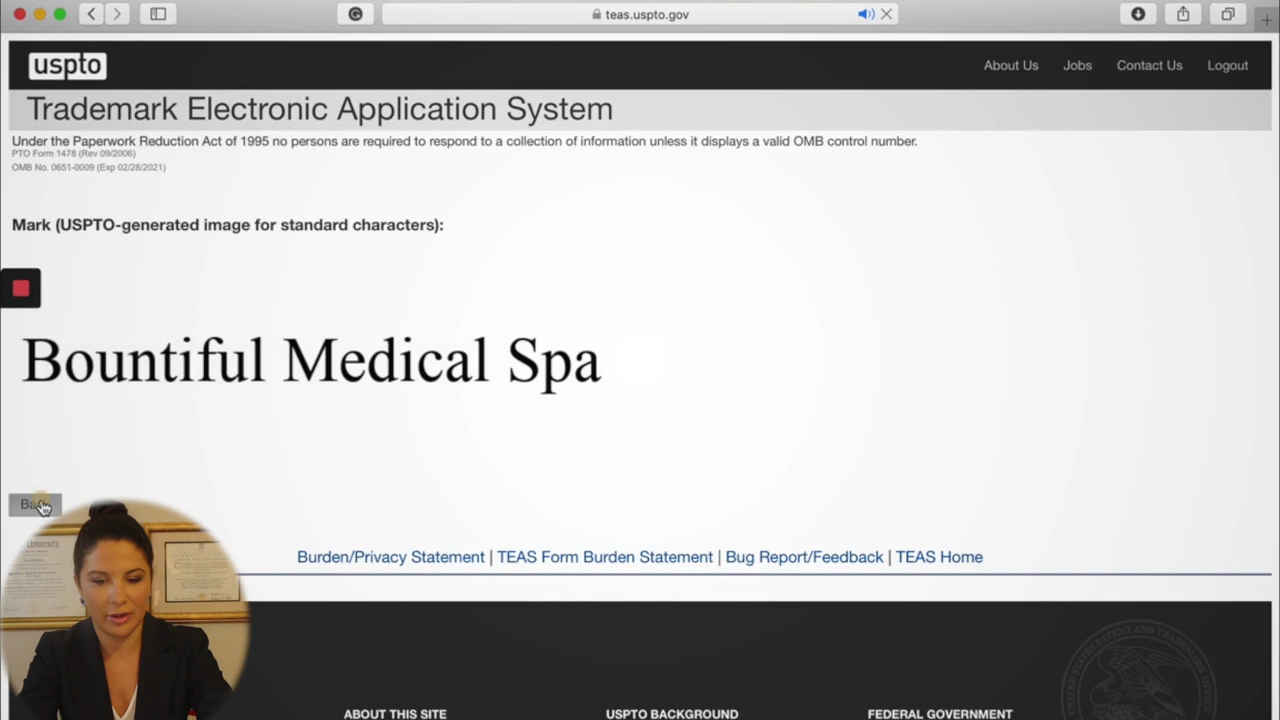 teas.uspto.gov
uspto
About Us
Jobs
Contact Us
Logout
Trademark Electronic Application System
Under the Paperwork Reduction Act of 1995 no persons are required to respond to a collection of information unless it displays a valid OMB control number.
PTO Form 1478 (Rev 09/2006)
OMB No. 0651-0009 (Exp 02/28/2021)
Mark (USPTO-generated image for standard characters):
Bountiful Medical Spa
Burden/Privacy Statement | TEAS Form Burden Statement | Bug Report/Feedback | TEAS Home
ABOUT THIS SITE
USPTO BACKGROUND
FEDERAL GOVERNMENT